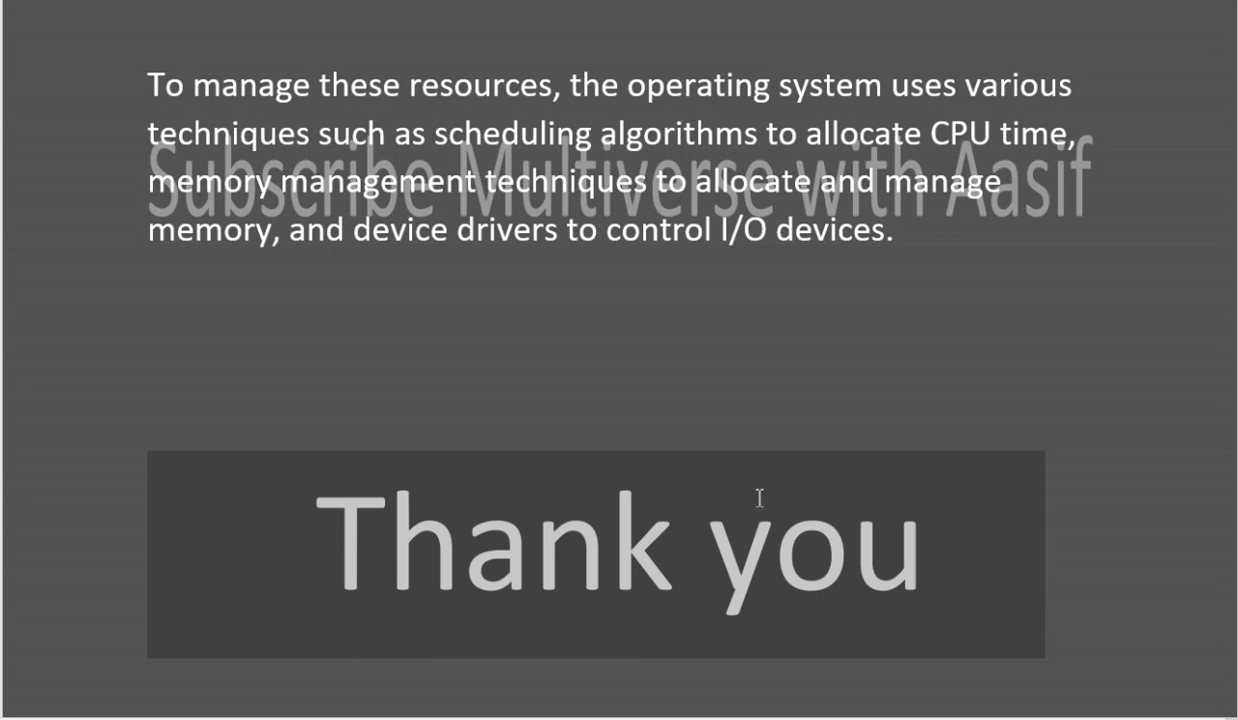 To manage these resources, the operating system uses various
techniques such as scheduling algorithms to allocate CPU time,
Subscribe Multiverse with Aasif
memory management techniques to allocate and manage
memory, and device drivers to control I/O devices.
Thank you